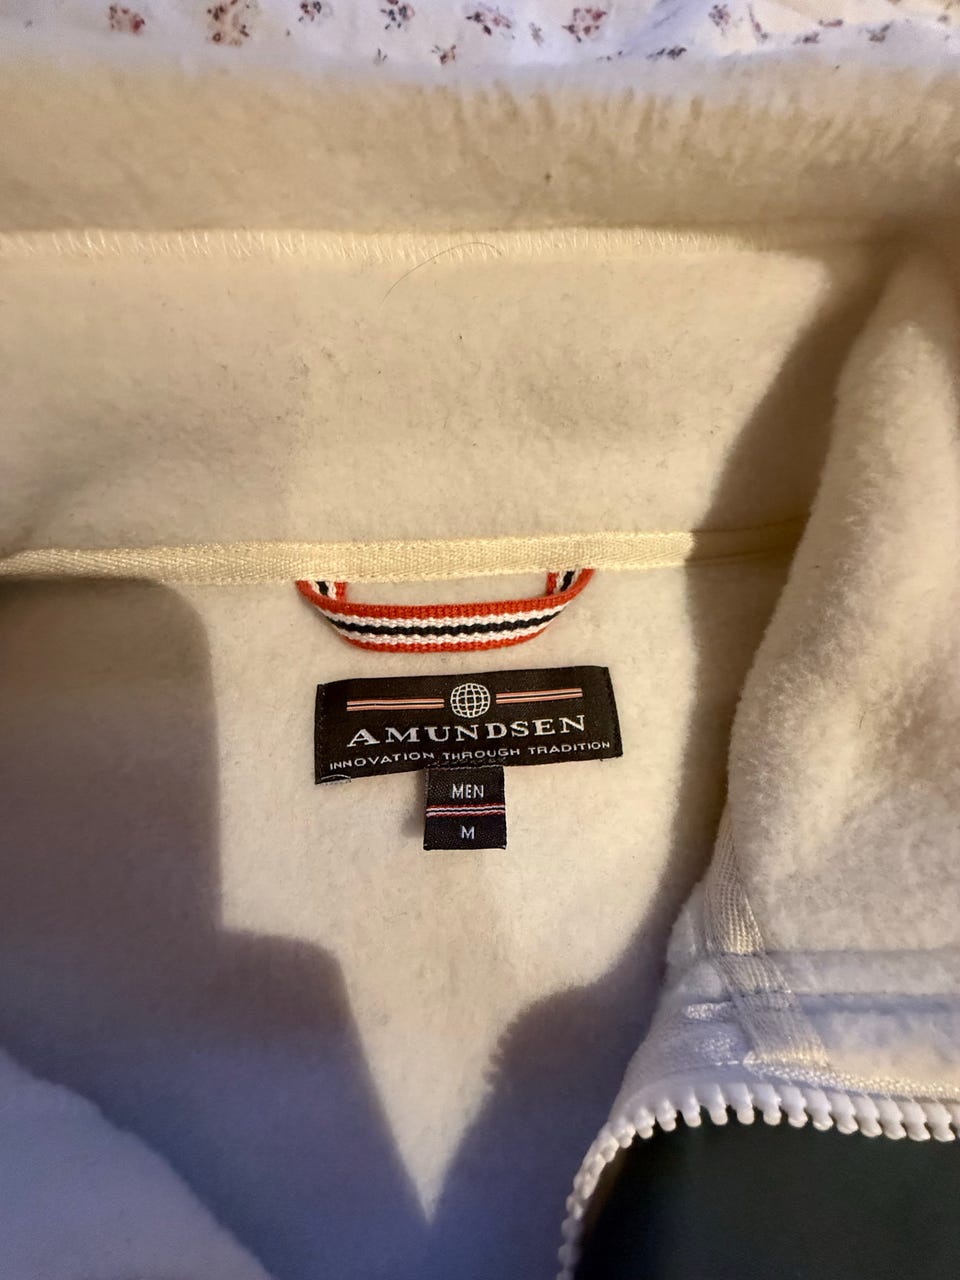 AMUNDSEN
INNOVATION THROUGH TRADITION
MEN
M